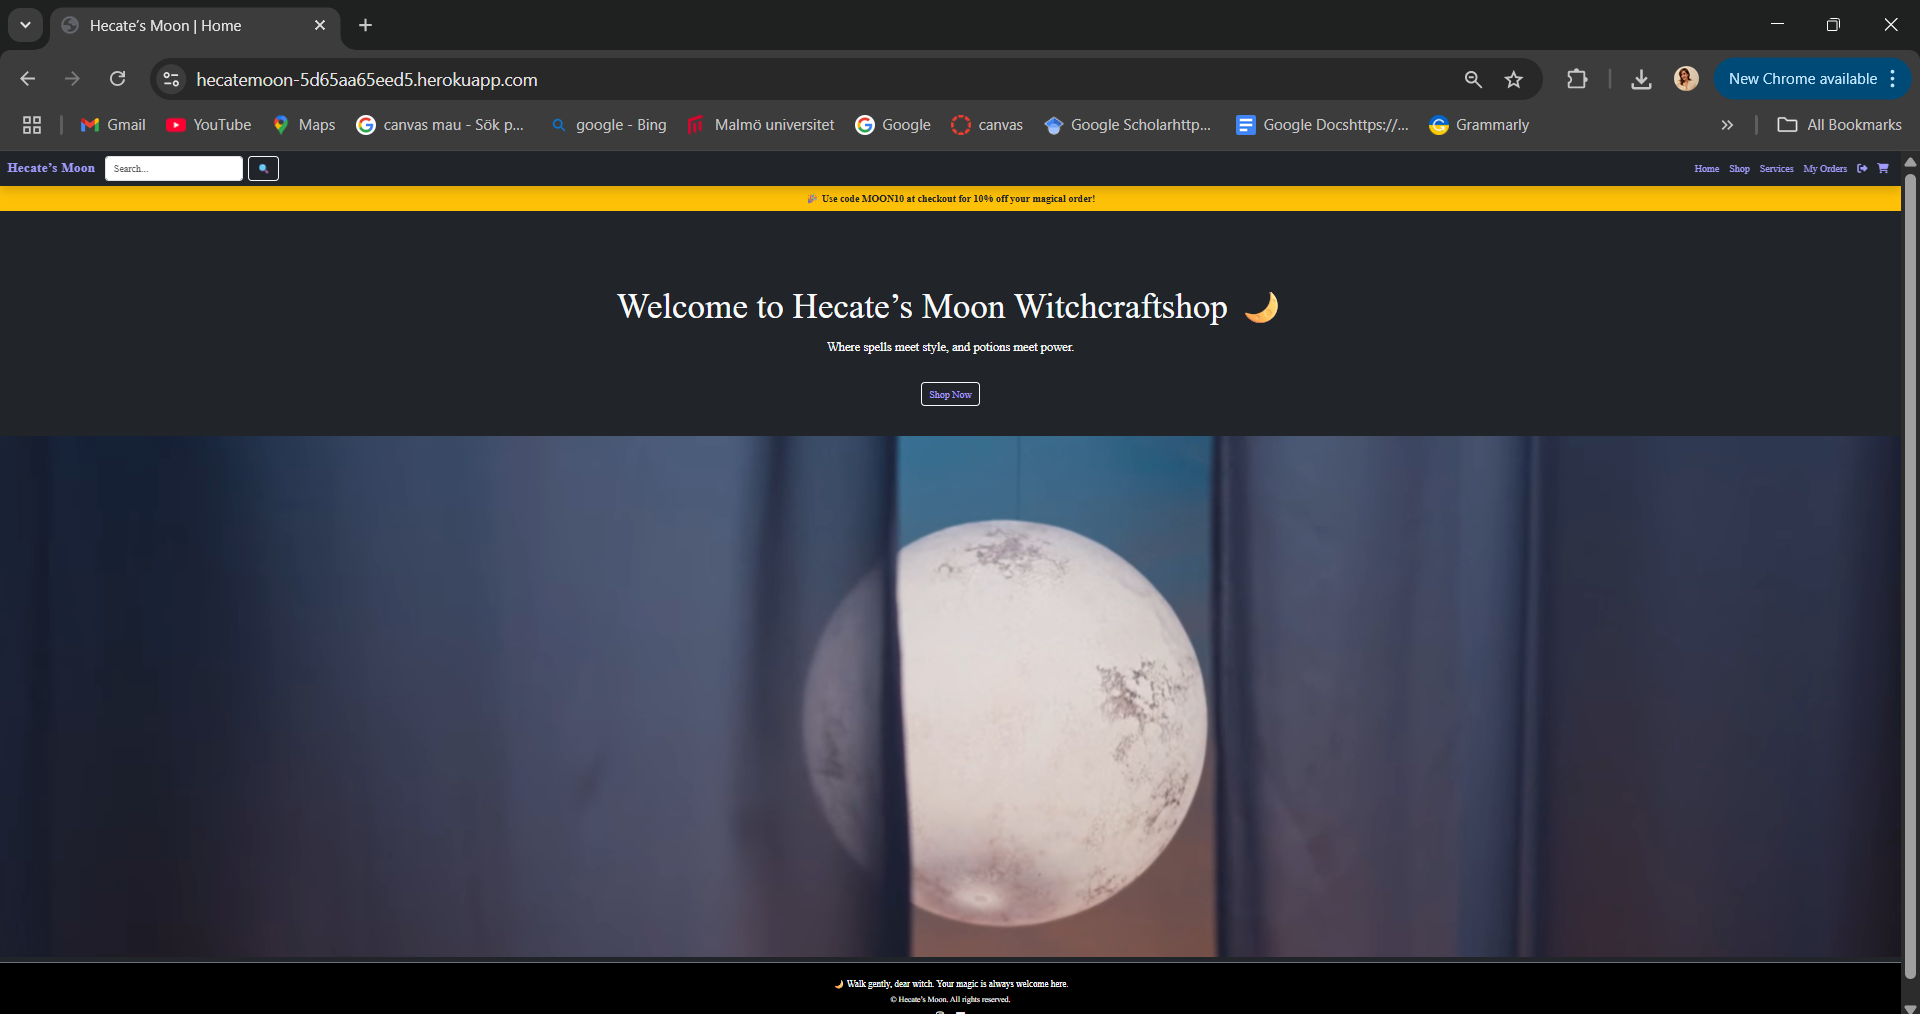 Hecate's Moon | Home
hecatemoon-5d65aa65eed5.herokuapp.com
New Chrome available
Gmail YouTube Maps canvas mau - Sök p... google - Bing Malmö universitet Google canvas Google Scholarhttp... Google Docshttps://... Grammarly All Bookmarks
Hecate's Moon Search... Home Shop Services My Orders
🎉 Use code MOON10 at checkout for 10% off your magical order!
Welcome to Hecate's Moon Witchcraftshop 🌙
Where spells meet style, and potions meet power.
Shop Now
🌙 Walk gently, dear witch. Your magic is always welcome here.
© Hecate's Moon. All rights reserved.